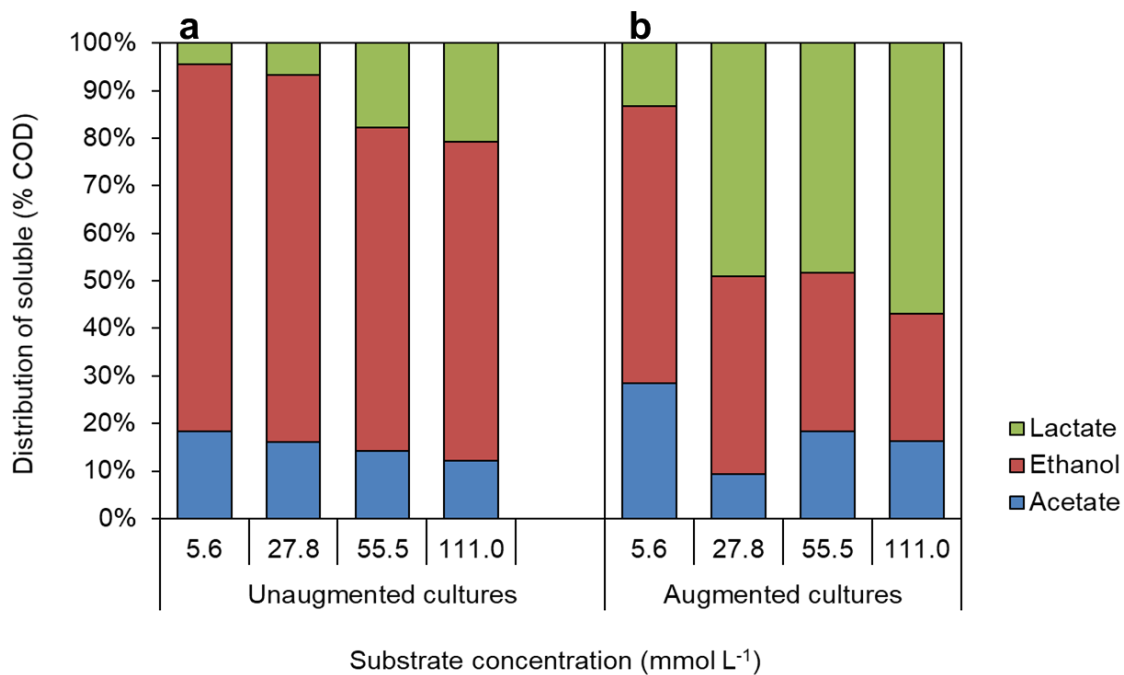 a
b
100%
90%
80%
70%
60%
50%
40%
30%
20%
10%
0%
Distribution of soluble (% COD)
5.6 27.8 55.5 111.0 5.6 27.8 55.5 111.0
Unaugmented cultures Augmented cultures
Substrate concentration (mmol L⁻¹)
Lactate
Ethanol
Acetate